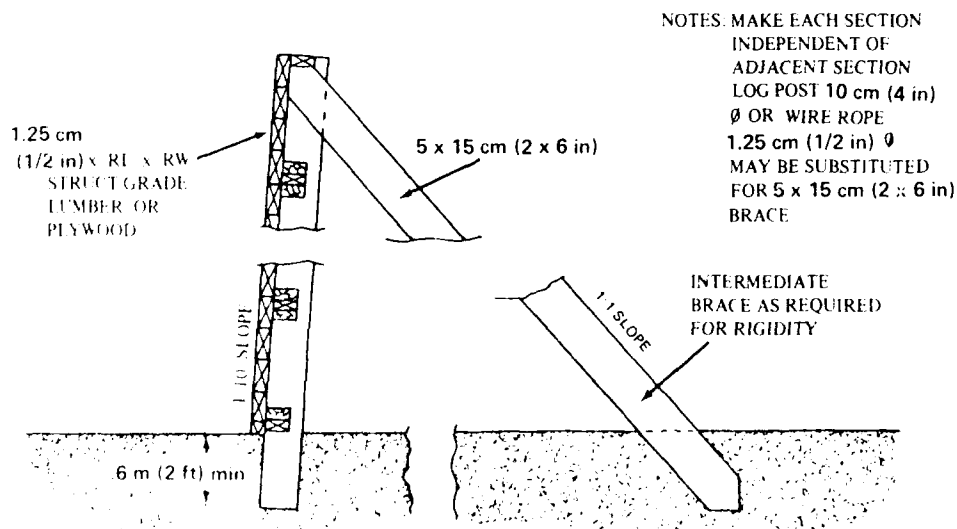 NOTES: MAKE EACH SECTION
INDEPENDENT OF
ADJACENT SECTION
LOG POST 10 cm (4 in)
Ø OR WIRE ROPE
1.25 cm (1/2 in) Ø
MAY BE SUBSTITUTED
FOR 5 x 15 cm (2 x 6 in)
BRACE
1.25 cm
(1/2 in) x RL x RW
STRUCT GRADE
LUMBER OR
PLYWOOD
5 x 15 cm (2 x 6 in)
INTERMEDIATE
BRACE AS REQUIRED
FOR RIGIDITY
1:1 SLOPE
1 10 SLOPE
.6 m (2 ft) min